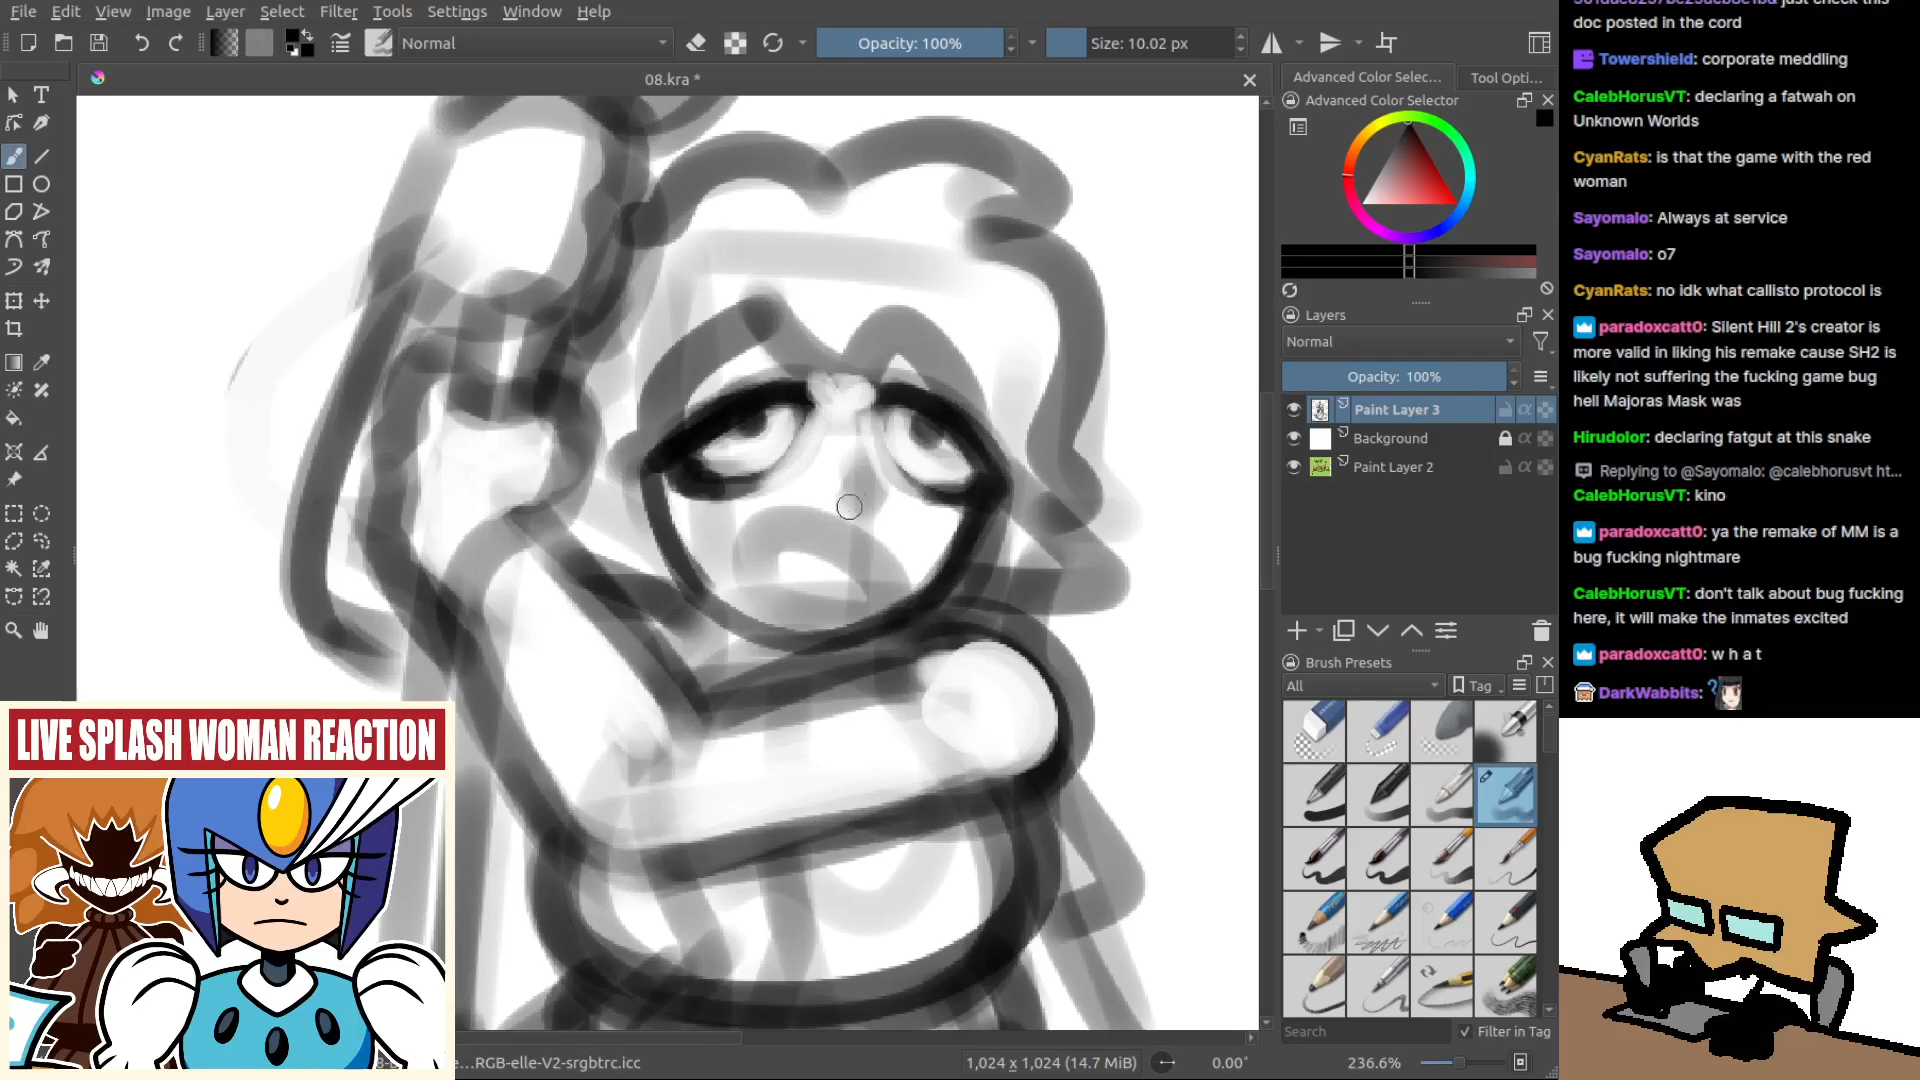 File Edit View Image Layer Select Filter Tools Settings Window Help
Normal
Opacity: 100%
Size: 10.02 px
08.kra *
Advanced Color Selec...
Tool Opti...
Advanced Color Selector
Layers
Normal
Opacity: 100%
Paint Layer 3
Background
Paint Layer 2
Brush Presets
All
Tag
Search
Filter in Tag
...RGB-elle-V2-srgbtrc.icc
1,024 x 1,024 (14.7 MiB)
0.00°
236.6%
LIVE SPLASH WOMAN REACTION
just check this
doc posted in the cord
Towershield: corporate meddling
CalebHorusVT: declaring a fatwah on
Unknown Worlds
CyanRats: is that the game with the red
woman
Sayomalo: Always at service
Sayomalo: o7
CyanRats: no idk what callisto protocol is
paradoxcatt0: Silent Hill 2's creator is
more valid in liking his remake cause SH2 is
likely not suffering the fucking game bug
hell Majoras Mask was
Hirudolor: declaring fatgut at this snake
Replying to @Sayomalo: @calebhorusvt ht...
CalebHorusVT: kino
paradoxcatt0: ya the remake of MM is a
bug fucking nightmare
CalebHorusVT: don't talk about bug fucking
here, it will make the inmates excited
paradoxcatt0: w h a t
DarkWabbits: